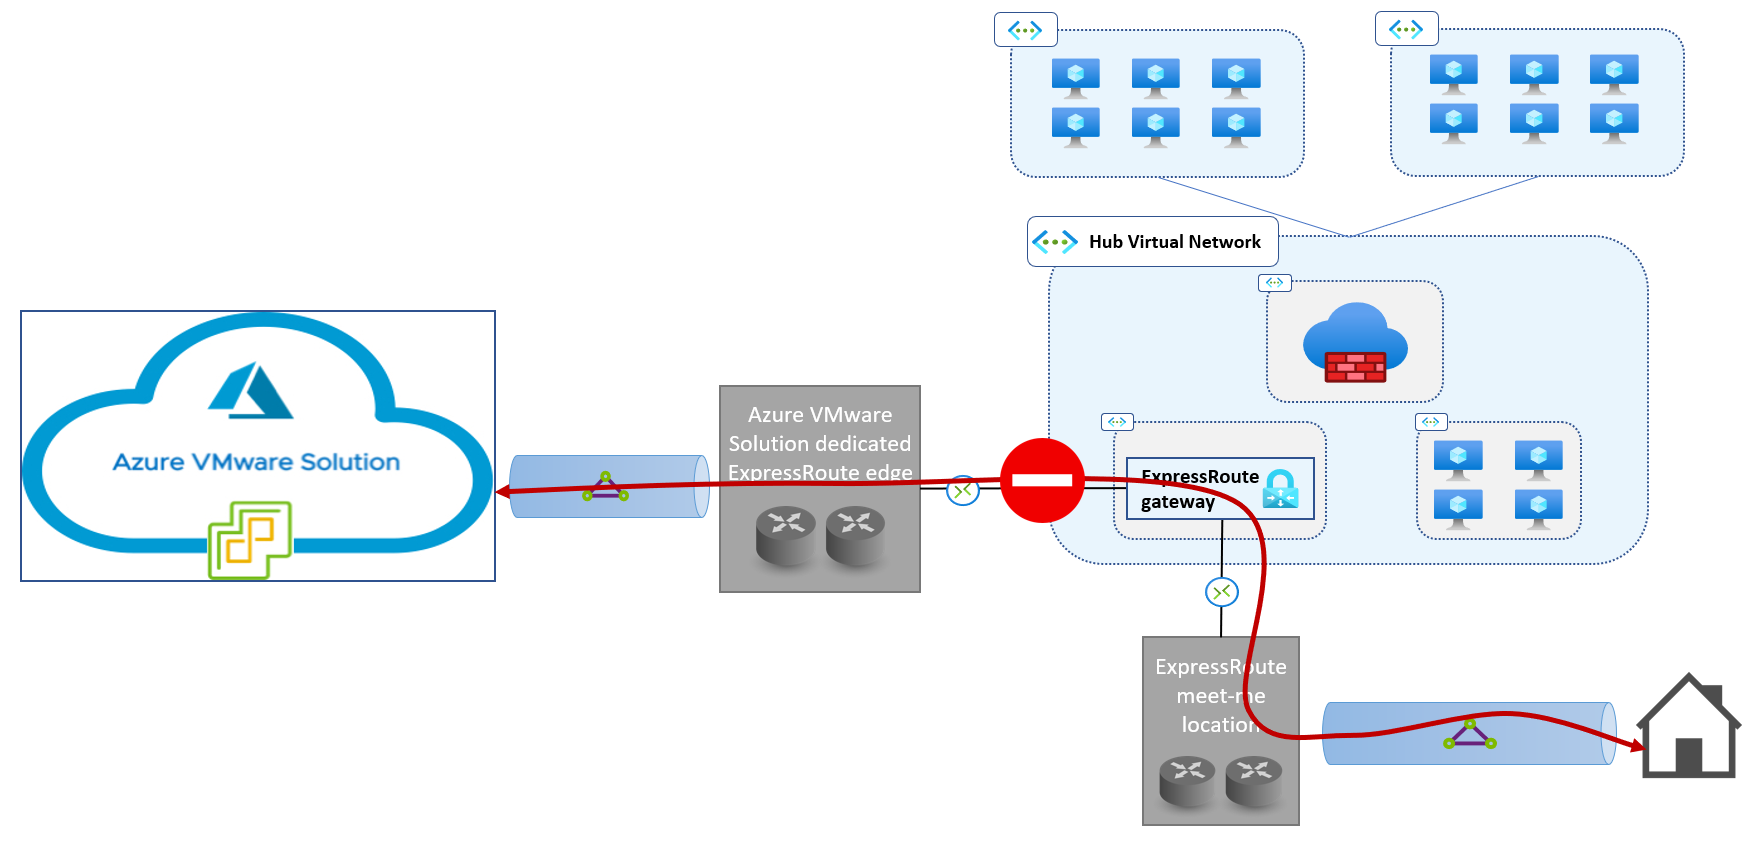 Hub Virtual Network
Azure VMware Solution
Azure VMware
Solution dedicated
ExpressRoute edge
ExpressRoute
gateway
ExpressRoute
meet-me
location